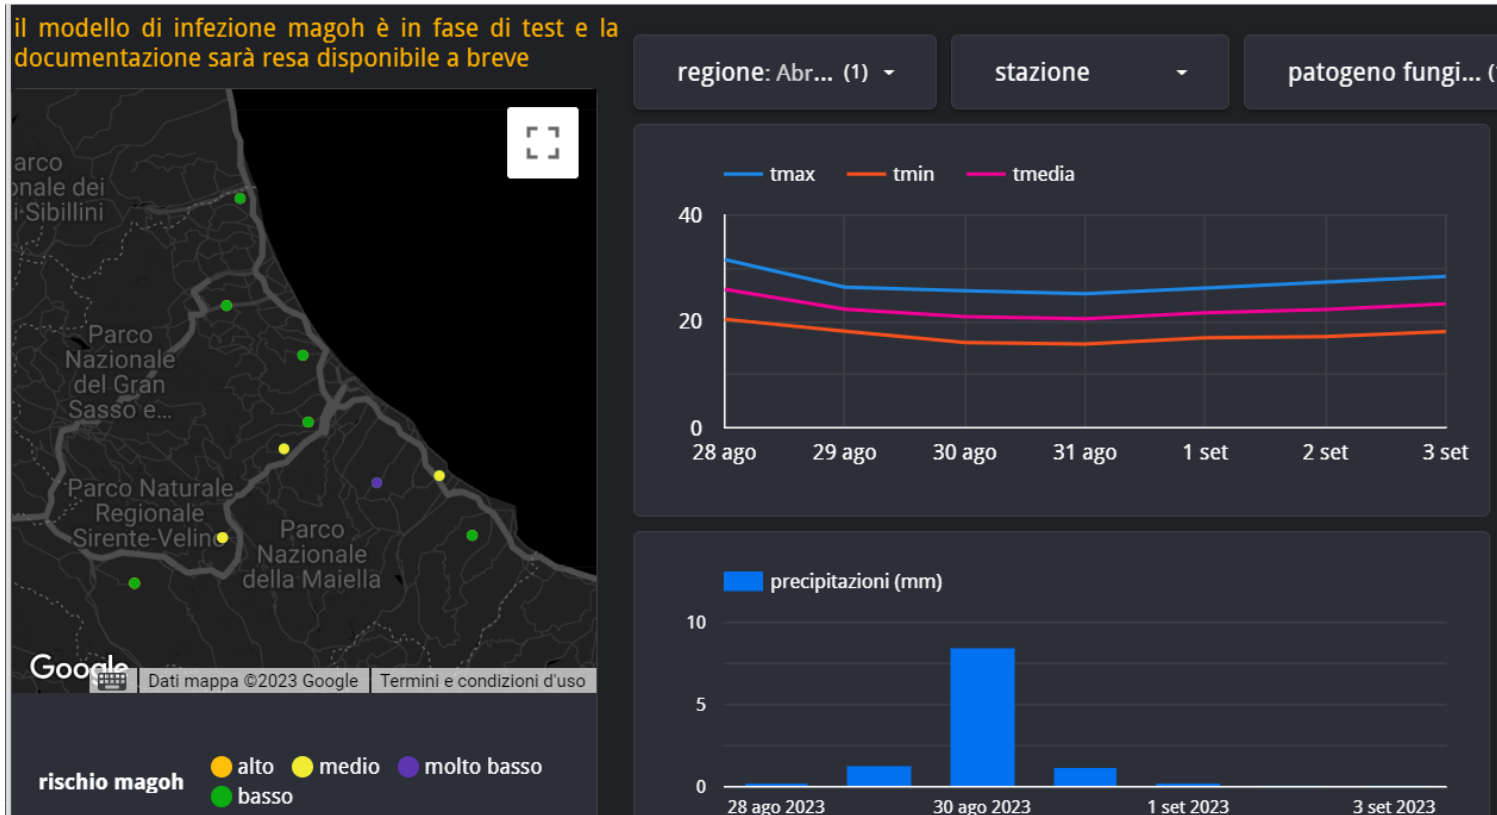 il modello di infezione magoh è in fase di test e la
documentazione sarà resa disponibile a breve
regione: Abr... (1)
stazione
patogeno fungi...
arco
onale dei
i Sibillini
Parco
Nazionale
del Gran
Sasso e...
Parco Naturale
Regionale
Sirente-Velino
Parco
Nazionale
della Maiella
Google
Dati mappa ©2023 Google
Termini e condizioni d'uso
rischio magoh
alto
medio
molto basso
basso
tmax
tmin
tmedia
40
20
0
28 ago
29 ago
30 ago
31 ago
1 set
2 set
3 set
precipitazioni (mm)
10
5
0
28 ago 2023
30 ago 2023
1 set 2023
3 set 2023